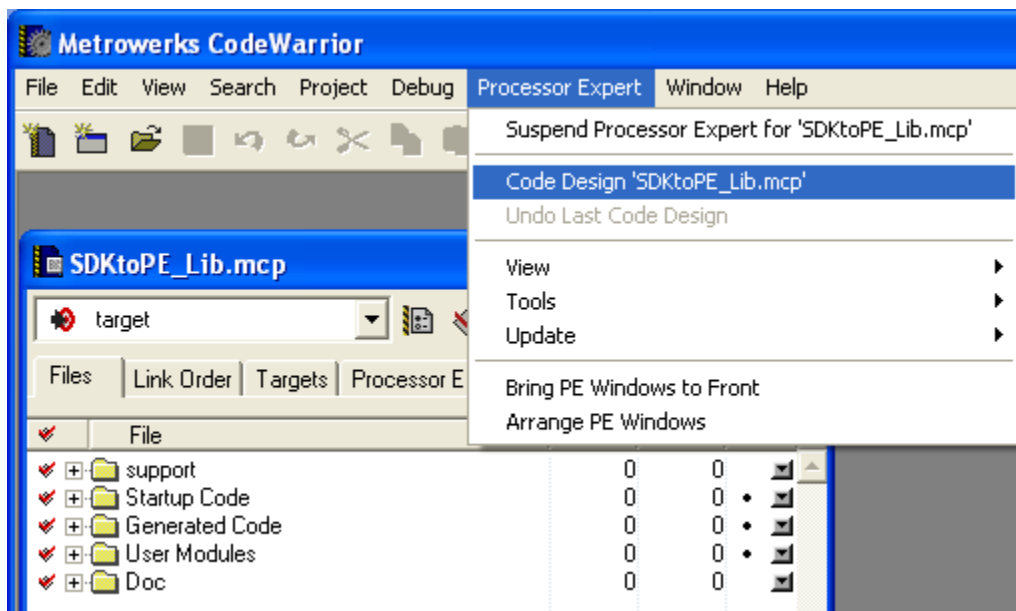 Metrowerks CodeWarrior
File Edit View Search Project Debug Processor Expert Window Help
Suspend Processor Expert for 'SDKtoPE_Lib.mcp'
Code Design 'SDKtoPE_Lib.mcp'
Undo Last Code Design
View
Tools
Update
Bring PE Windows to Front
Arrange PE Windows
SDKtoPE_Lib.mcp
target
Files Link Order Targets Processor E
File
support 0 0
Startup Code 0 0
Generated Code 0 0
User Modules 0 0
Doc 0 0